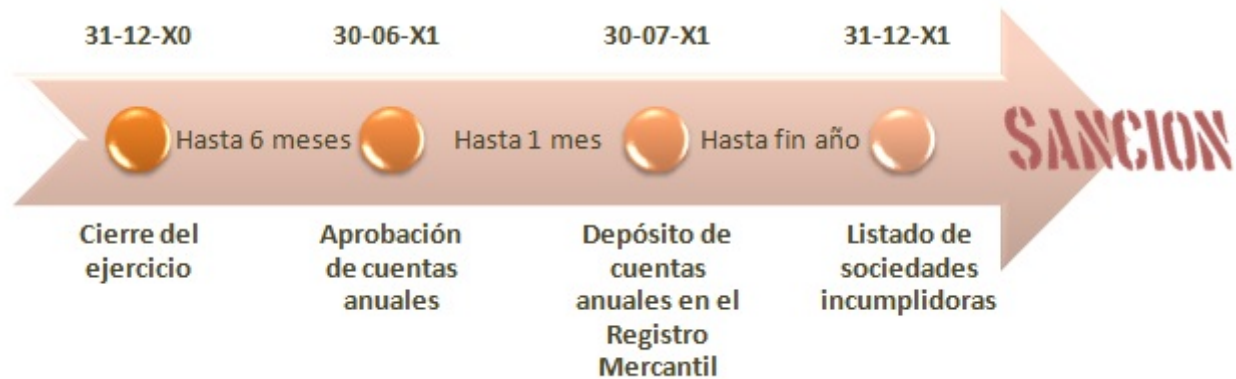 31-12-X0 30-06-X1 30-07-X1 31-12-X1
Hasta 6 meses Hasta 1 mes Hasta fin año SANCION
Cierre del
ejercicio
Aprobación
de cuentas
anuales
Depósito de
cuentas
anuales en el
Registro
Mercantil
Listado de
sociedades
incumplidoras